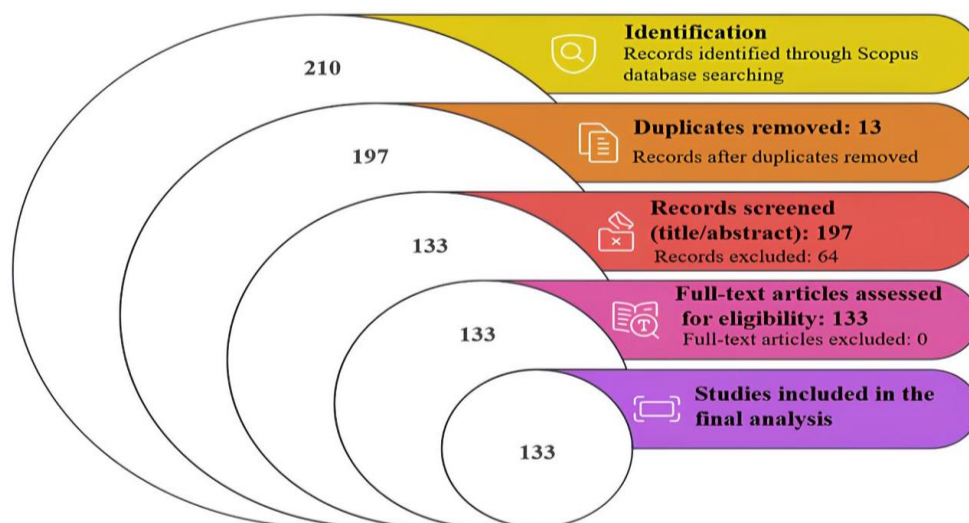 210
Identification
Records identified through Scopus
database searching
197
Duplicates removed: 13
Records after duplicates removed
133
Records screened
(title/abstract): 197
Records excluded: 64
133
Full-text articles assessed
for eligibility: 133
Full-text articles excluded: 0
133
Studies included in the
final analysis
T